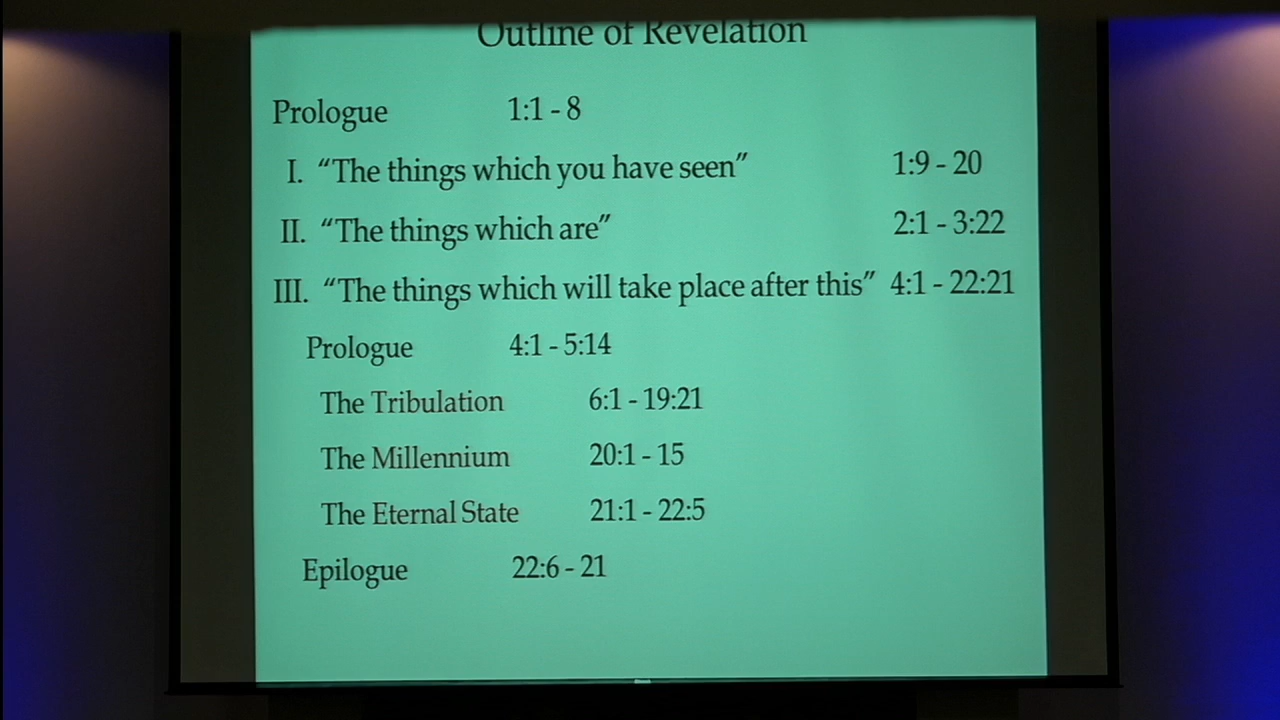 Outline of Revelation
Prologue 1:1 - 8
I. “The things which you have seen” 1:9 - 20
II. “The things which are” 2:1 - 3:22
III. “The things which will take place after this” 4:1 - 22:21
Prologue 4:1 - 5:14
The Tribulation 6:1 - 19:21
The Millennium 20:1 - 15
The Eternal State 21:1 - 22:5
Epilogue 22:6 - 21